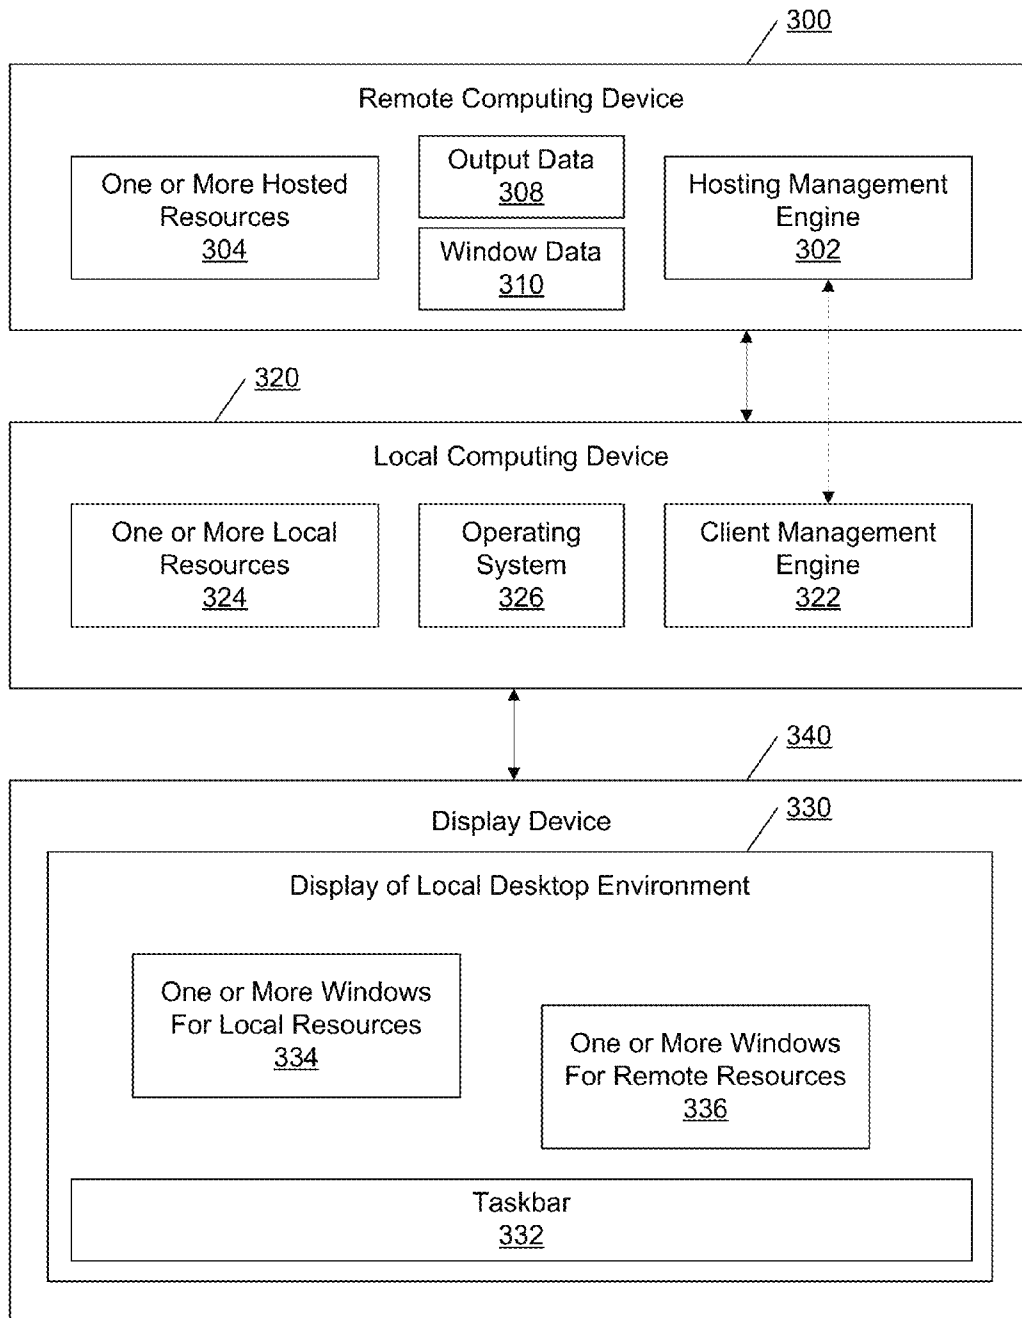 300
Remote Computing Device
One or More Hosted
Resources
304
Output Data
308
Window Data
310
Hosting Management
Engine
302
320
Local Computing Device
One or More Local
Resources
324
Operating
System
326
Client Management
Engine
322
340
Display Device
330
Display of Local Desktop Environment
One or More Windows
For Local Resources
334
One or More Windows
For Remote Resources
336
Taskbar
332